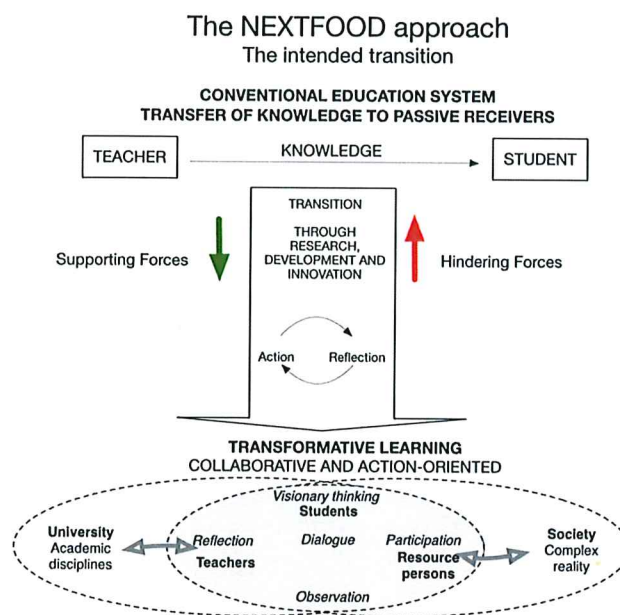 The NEXTFOOD approach
The intended transition
CONVENTIONAL EDUCATION SYSTEM
TRANSFER OF KNOWLEDGE TO PASSIVE RECEIVERS
TEACHER
KNOWLEDGE
STUDENT
TRANSITION
THROUGH
RESEARCH,
DEVELOPMENT AND
INNOVATION
Supporting Forces
Hindering Forces
Action
Reflection
TRANSFORMATIVE LEARNING
COLLABORATIVE AND ACTION-ORIENTED
Visionary thinking
Students
University
Academic
disciplines
Reflection
Teachers
Dialogue
Participation
Resource
persons
Society
Complex
reality
Observation